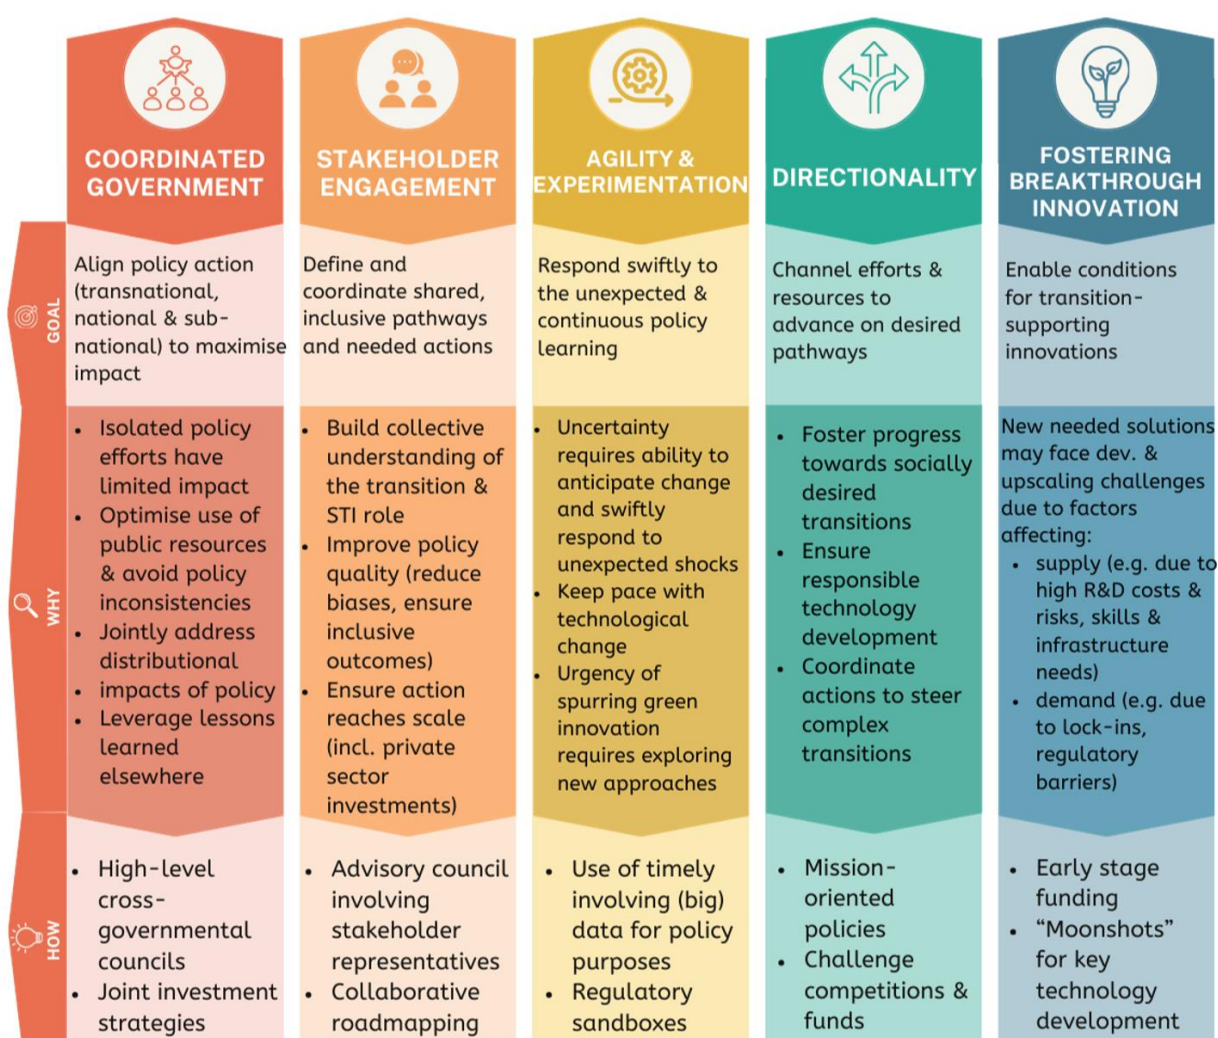 COORDINATED
GOVERNMENT
STAKEHOLDER
ENGAGEMENT
AGILITY &
EXPERIMENTATION
DIRECTIONALITY
FOSTERING
BREAKTHROUGH
INNOVATION
GOAL
Align policy action
(transnational,
national & sub-
national) to maximise
impact
Define and
coordinate shared,
inclusive pathways
and needed actions
Respond swiftly to
the unexpected &
continuous policy
learning
Channel efforts &
resources to
advance on desired
pathways
Enable conditions
for transition-
supporting
innovations
WHY
• Isolated policy
efforts have
limited impact
• Optimise use of
public resources
& avoid policy
inconsistencies
• Jointly address
distributional
• impacts of policy
• Leverage lessons
learned
elsewhere
• Build collective
understanding of
the transition &
STI role
• Improve policy
quality (reduce
biases, ensure
inclusive
outcomes)
• Ensure action
reaches scale
(incl. private
sector
investments)
• Uncertainty
requires ability to
anticipate change
and swiftly
respond to
unexpected shocks
• Keep pace with
technological
change
• Urgency of
spurring green
innovation
requires exploring
new approaches
• Foster progress
towards socially
desired
transitions
• Ensure
responsible
technology
development
• Coordinate
actions to steer
complex
transitions
New needed solutions
may face dev. &
upscaling challenges
due to factors
affecting:
• supply (e.g. due to
high R&D costs &
risks, skills &
infrastructure
needs)
• demand (e.g. due
to lock-ins,
regulatory
barriers)
HOW
• High-level
cross-
governmental
councils
• Joint investment
strategies
• Advisory council
involving
stakeholder
representatives
• Collaborative
roadmapping
• Use of timely
involving (big)
data for policy
purposes
• Regulatory
sandboxes
• Mission-
oriented
policies
• Challenge
competitions &
funds
• Early stage
funding
• “Moonshots”
for key
technology
development